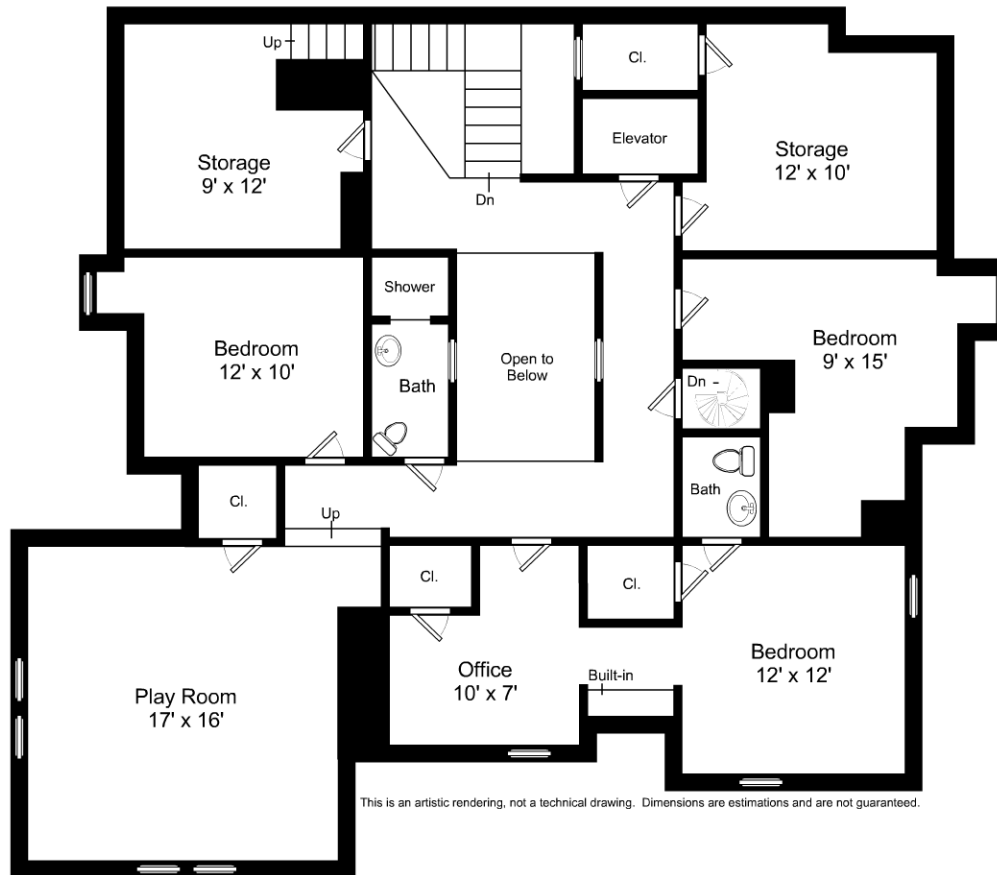 Up
Cl.
Elevator
Storage
9' x 12'
Storage
12' x 10'
Dn
Shower
Bedroom
12' x 10'
Bath
Open to
Below
Bedroom
9' x 15'
Dn
Bath
Cl.
Up
Cl.
Cl.
Office
10' x 7'
Built-in
Bedroom
12' x 12'
Play Room
17' x 16'
This is an artistic rendering, not a technical drawing. Dimensions are estimations and are not guaranteed.